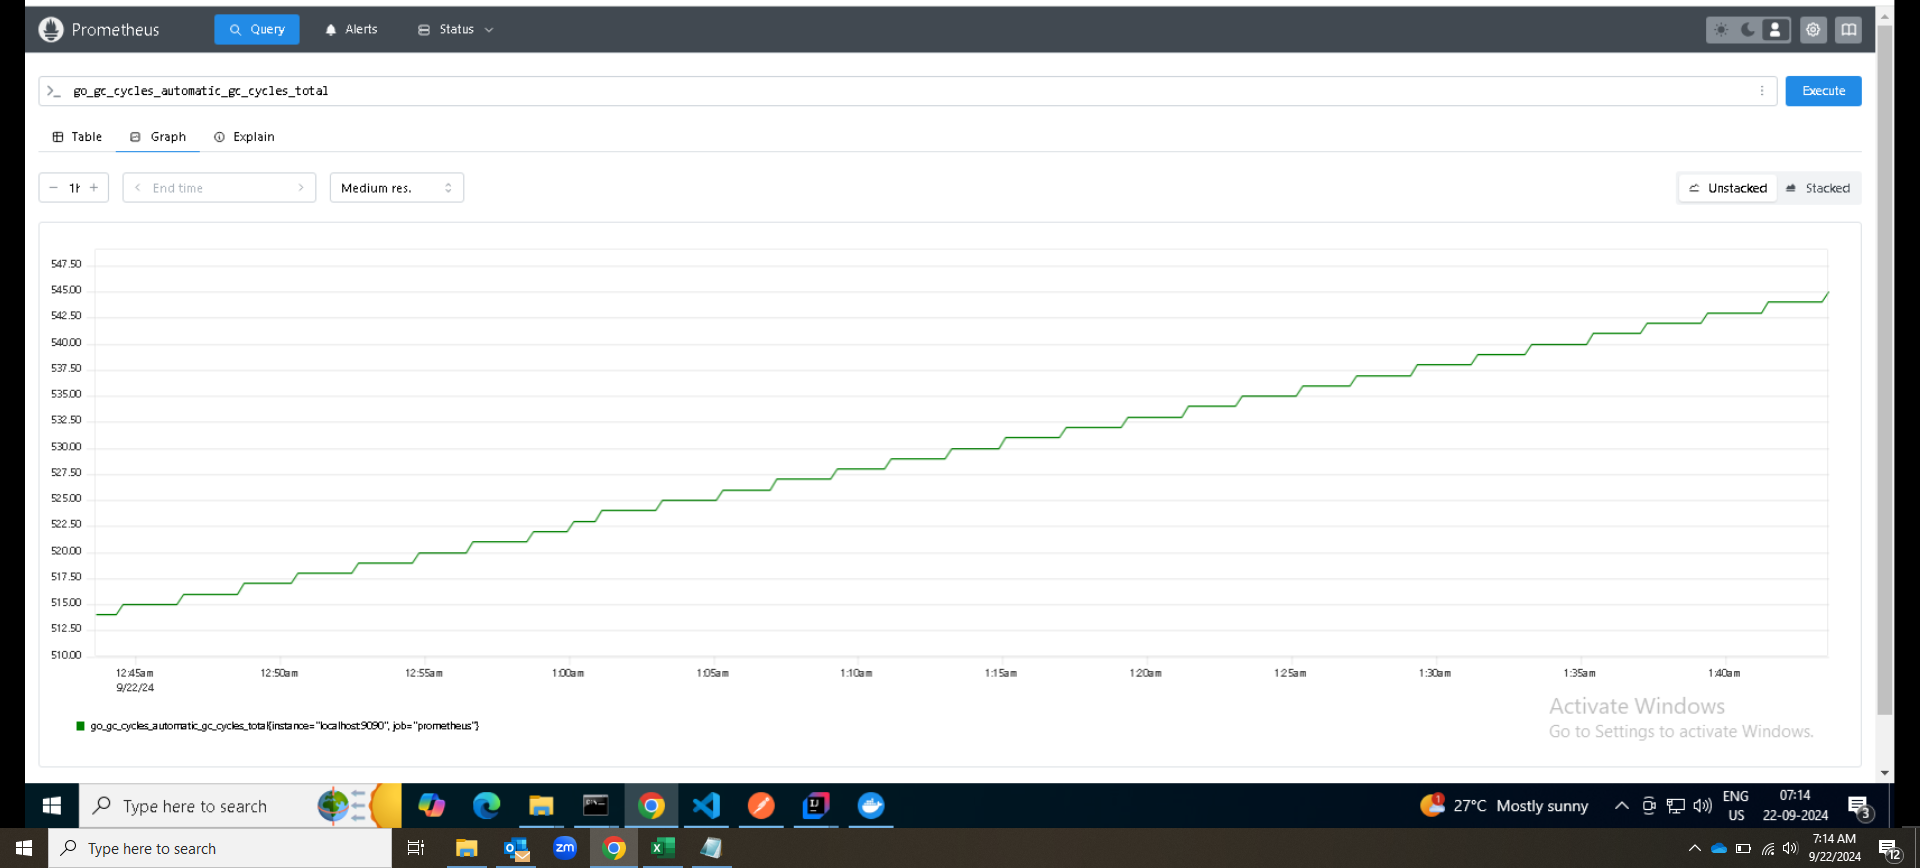 Prometheus Query Alerts Status
>_ go_gc_cycles_automatic_gc_cycles_total Execute
Table Graph Explain
1h End time Medium res. Unstacked Stacked
547.50
545.00
542.50
540.00
537.50
535.00
532.50
530.00
527.50
525.00
522.50
520.00
517.50
515.00
512.50
510.00
12:45am 12:50am 12:55am 1:00am 1:05am 1:10am 1:15am 1:20am 1:25am 1:30am 1:35am 1:40am
9/22/24
go_gc_cycles_automatic_gc_cycles_total{instance="localhost:9090", job="prometheus"}
Activate Windows
Go to Settings to activate Windows.
Type here to search 1 27°C Mostly sunny ENG US 07:14 22-09-2024 3
Type here to search zm 7:14 AM 9/22/2024 12